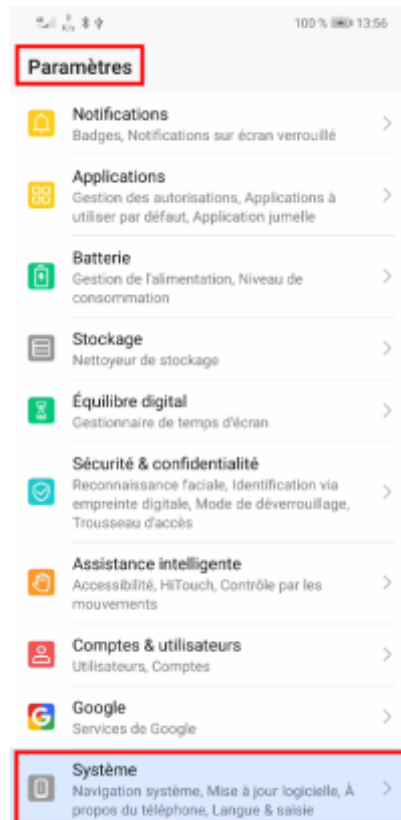 100 % 13:56
Paramètres
Notifications
Badges, Notifications sur écran verrouillé
Applications
Gestion des autorisations, Applications à
utiliser par défaut, Application jumelle
Batterie
Gestion de l'alimentation, Niveau de
consommation
Stockage
Nettoyeur de stockage
Équilibre digital
Gestionnaire de temps d'écran
Sécurité & confidentialité
Reconnaissance faciale, Identification via
empreinte digitale, Mode de déverrouillage,
Trousseau d'accès
Assistance intelligente
Accessibilité, HiTouch, Contrôle par les
mouvements
Comptes & utilisateurs
Utilisateurs, Comptes
Google
Services de Google
Système
Navigation système, Mise à jour logicielle, À
propos du téléphone, Langue & saisie